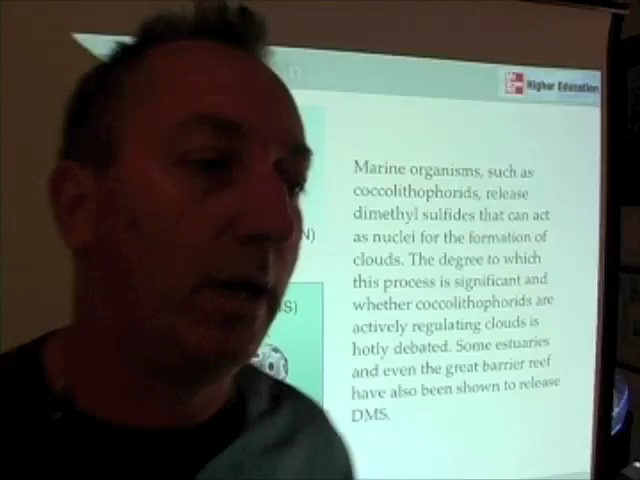 Higher Education
Marine organisms, such as
coccolithophorids, release
dimethyl sulfides that can act
as nuclei for the formation of
clouds. The degree to which
this process is significant and
whether coccolithophorids are
actively regulating clouds is
hotly debated. Some estuaries
and even the great barrier reef
have also been shown to release
DMS.
N)
S)